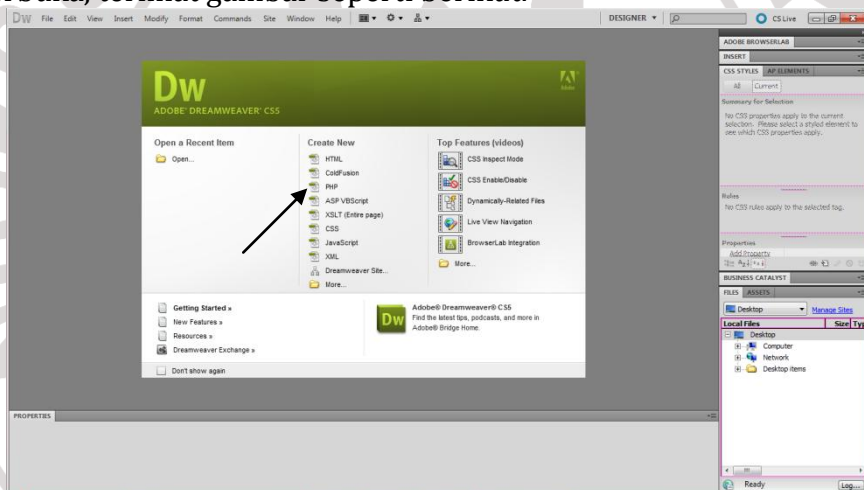 terlihat gambar seperti berikut.
DW File Edit View Insert Modify Format Commands Site Window Help DESIGNER CS Live
ADOBE BROWSERLAB
INSERT
CSS STYLES AP ELEMENTS
All Current
Summary for Selection
No CSS properties apply to the current
selection. Please select a styled element to
see which CSS properties apply.
Rules
No CSS rules apply to the selected tag.
Properties
Add Property
BUSINESS CATALYST
FILES ASSETS
Desktop Manage Sites
Local Files Size Typ
Desktop
Computer
Network
Desktop items
Ready Log...
Dw
ADOBE® DREAMWEAVER® CS5
Adobe
Open a Recent Item
Open...
Create New
HTML
ColdFusion
PHP
ASP VBScript
XSLT (Entire page)
CSS
JavaScript
XML
Dreamweaver Site...
More...
Top Features (videos)
CSS Inspect Mode
CSS Enable/Disable
Dynamically-Related Files
Live View Navigation
BrowserLab Integration
More...
Getting Started »
New Features »
Resources »
Dreamweaver Exchange »
Dw
Adobe® Dreamweaver® CS5
Find the latest tips, podcasts, and more in
Adobe® Bridge Home.
Don't show again
PROPERTIES